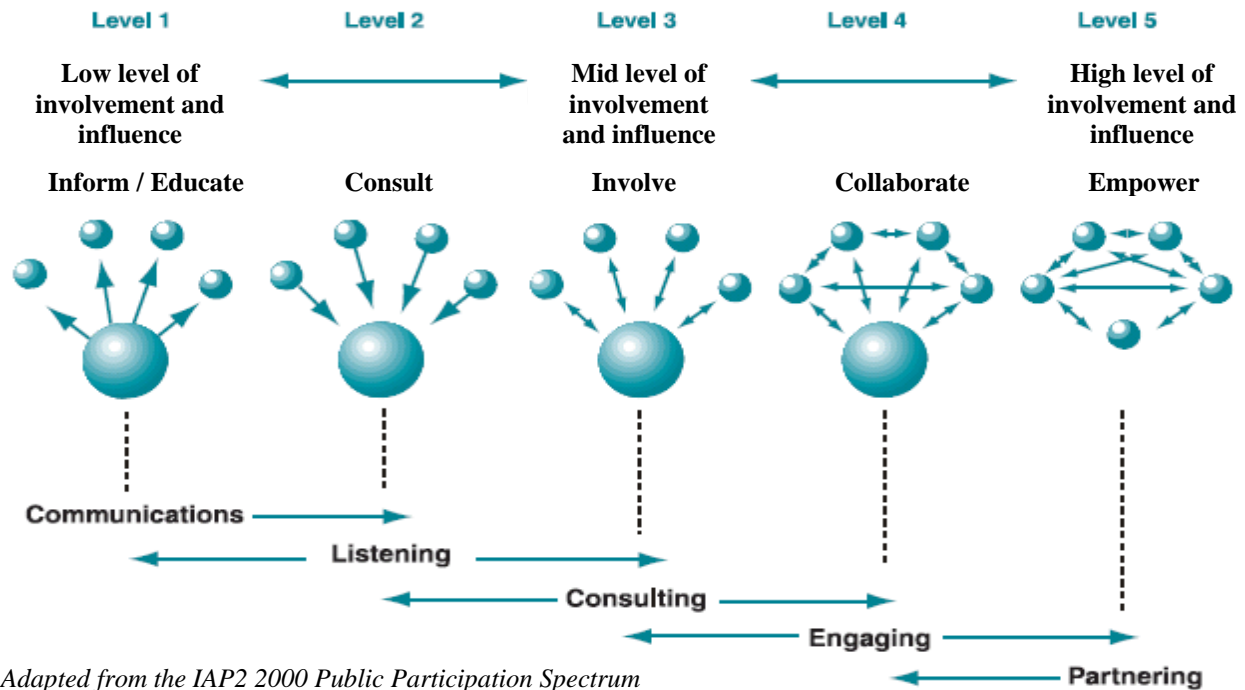 Level 1 Level 2 Level 3 Level 4 Level 5
Low level of
involvement and
influence
Mid level of
involvement
and influence
High level of
involvement and
influence
Inform / Educate Consult Involve Collaborate Empower
Communications
Listening
Consulting
Engaging
Adapted from the IAP2 2000 Public Participation Spectrum
Partnering